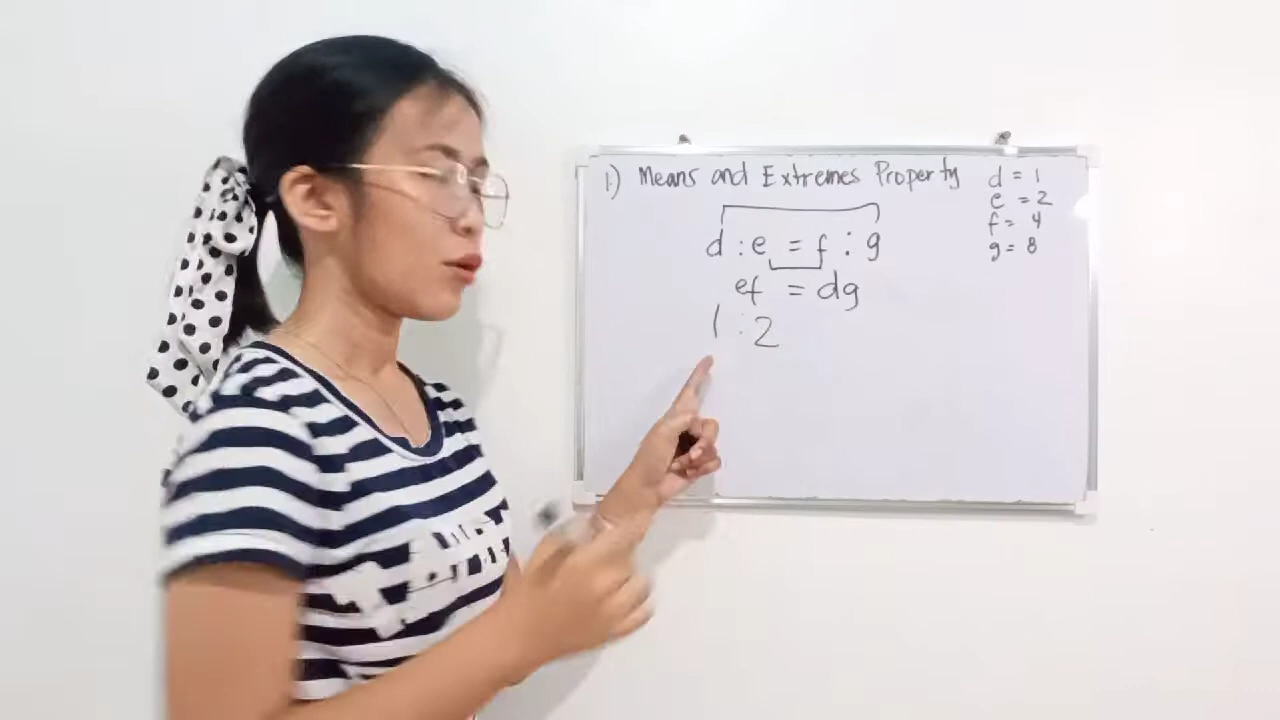 1.) Means and Extremes Property
d : e = f : g
ef = dg
1 : 2
d = 1
e = 2
f = 4
g = 8